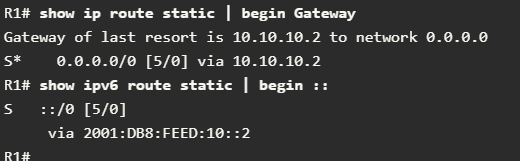 R1# show ip route static | begin Gateway
Gateway of last resort is 10.10.10.2 to network 0.0.0.0
S*    0.0.0.0/0 [5/0] via 10.10.10.2
R1# show ipv6 route static | begin ::
S   ::/0 [5/0]
     via 2001:DB8:FEED:10::2
R1#